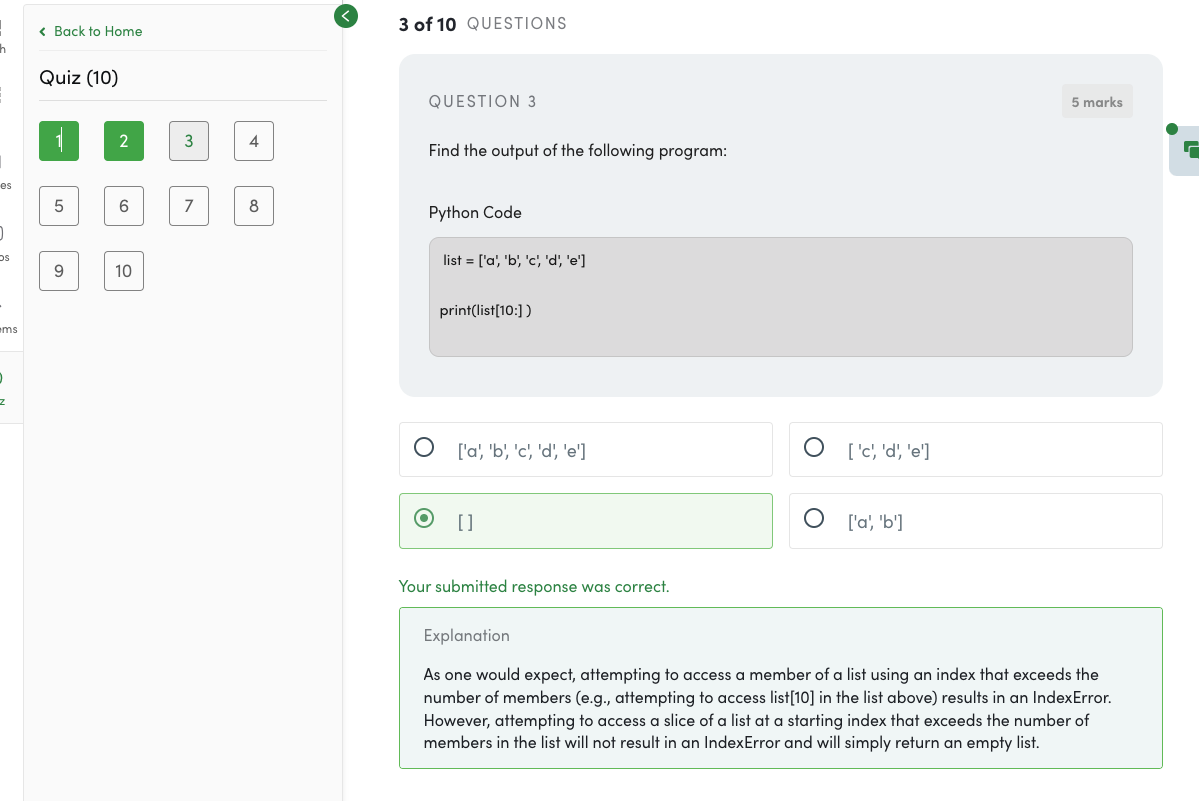 Back to Home
Quiz (10)
1 2 3 4
5 6 7 8
9 10
3 of 10 QUESTIONS
QUESTION 3
5 marks
Find the output of the following program:
Python Code
list = ['a', 'b', 'c', 'd', 'e']
print(list[10:] )
['a', 'b', 'c', 'd', 'e']
[ 'c', 'd', 'e']
[ ]
['a', 'b']
Your submitted response was correct.
Explanation
As one would expect, attempting to access a member of a list using an index that exceeds the
number of members (e.g., attempting to access list[10] in the list above) results in an IndexError.
However, attempting to access a slice of a list at a starting index that exceeds the number of
members in the list will not result in an IndexError and will simply return an empty list.